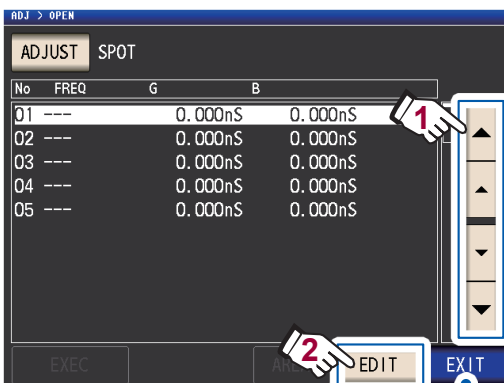 ADJ > OPEN
ADJUST SPOT
No FREQ G B
01 --- 0.000nS 0.000nS
02 --- 0.000nS 0.000nS
03 --- 0.000nS 0.000nS
04 --- 0.000nS 0.000nS
05 --- 0.000nS 0.000nS
1
2
EXEC EDIT EXIT